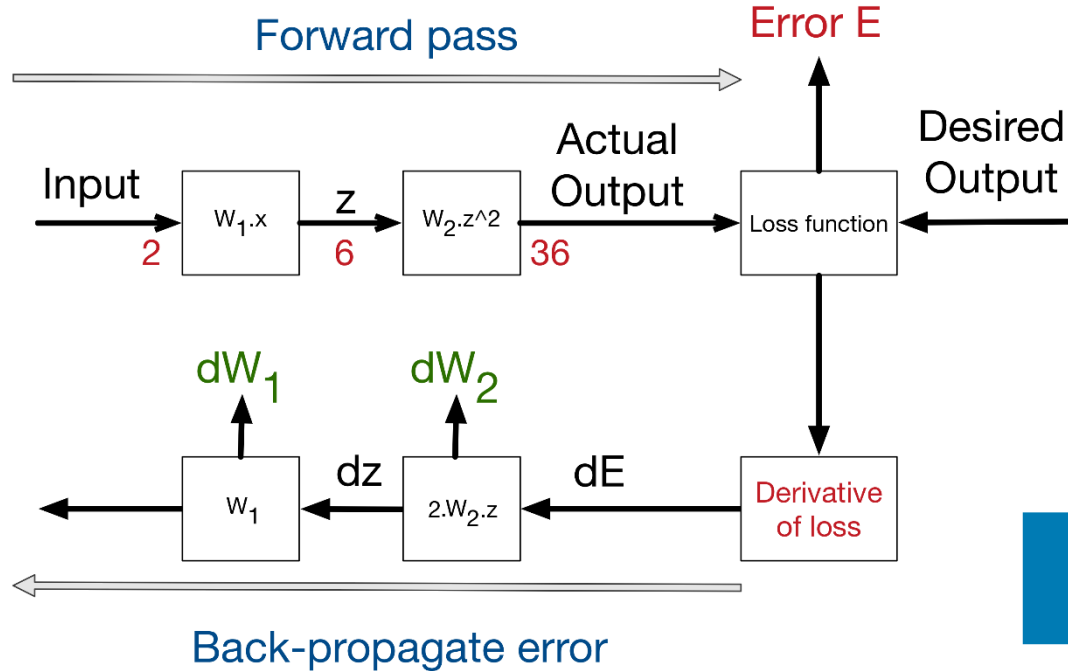 Forward pass
Error E
Input
2
W₁.x
z
6
W₂.z^2
Actual
Output
36
Loss function
Desired
Output
dW₁
dW₂
W₁
dz
2.W₂.z
dE
Derivative
of loss
Back-propagate error